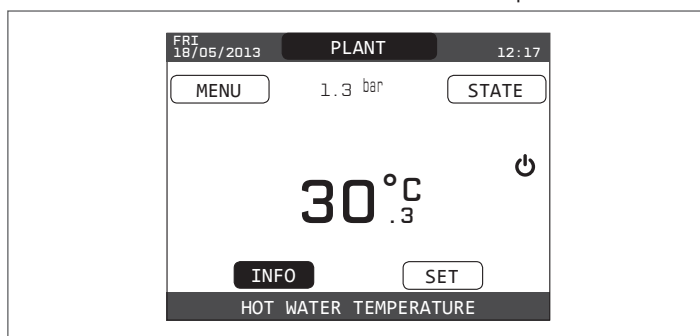 FRI
18/05/2013 PLANT 12:17
MENU 1.3 bar STATE
30.3 °C
INFO SET
HOT WATER TEMPERATURE